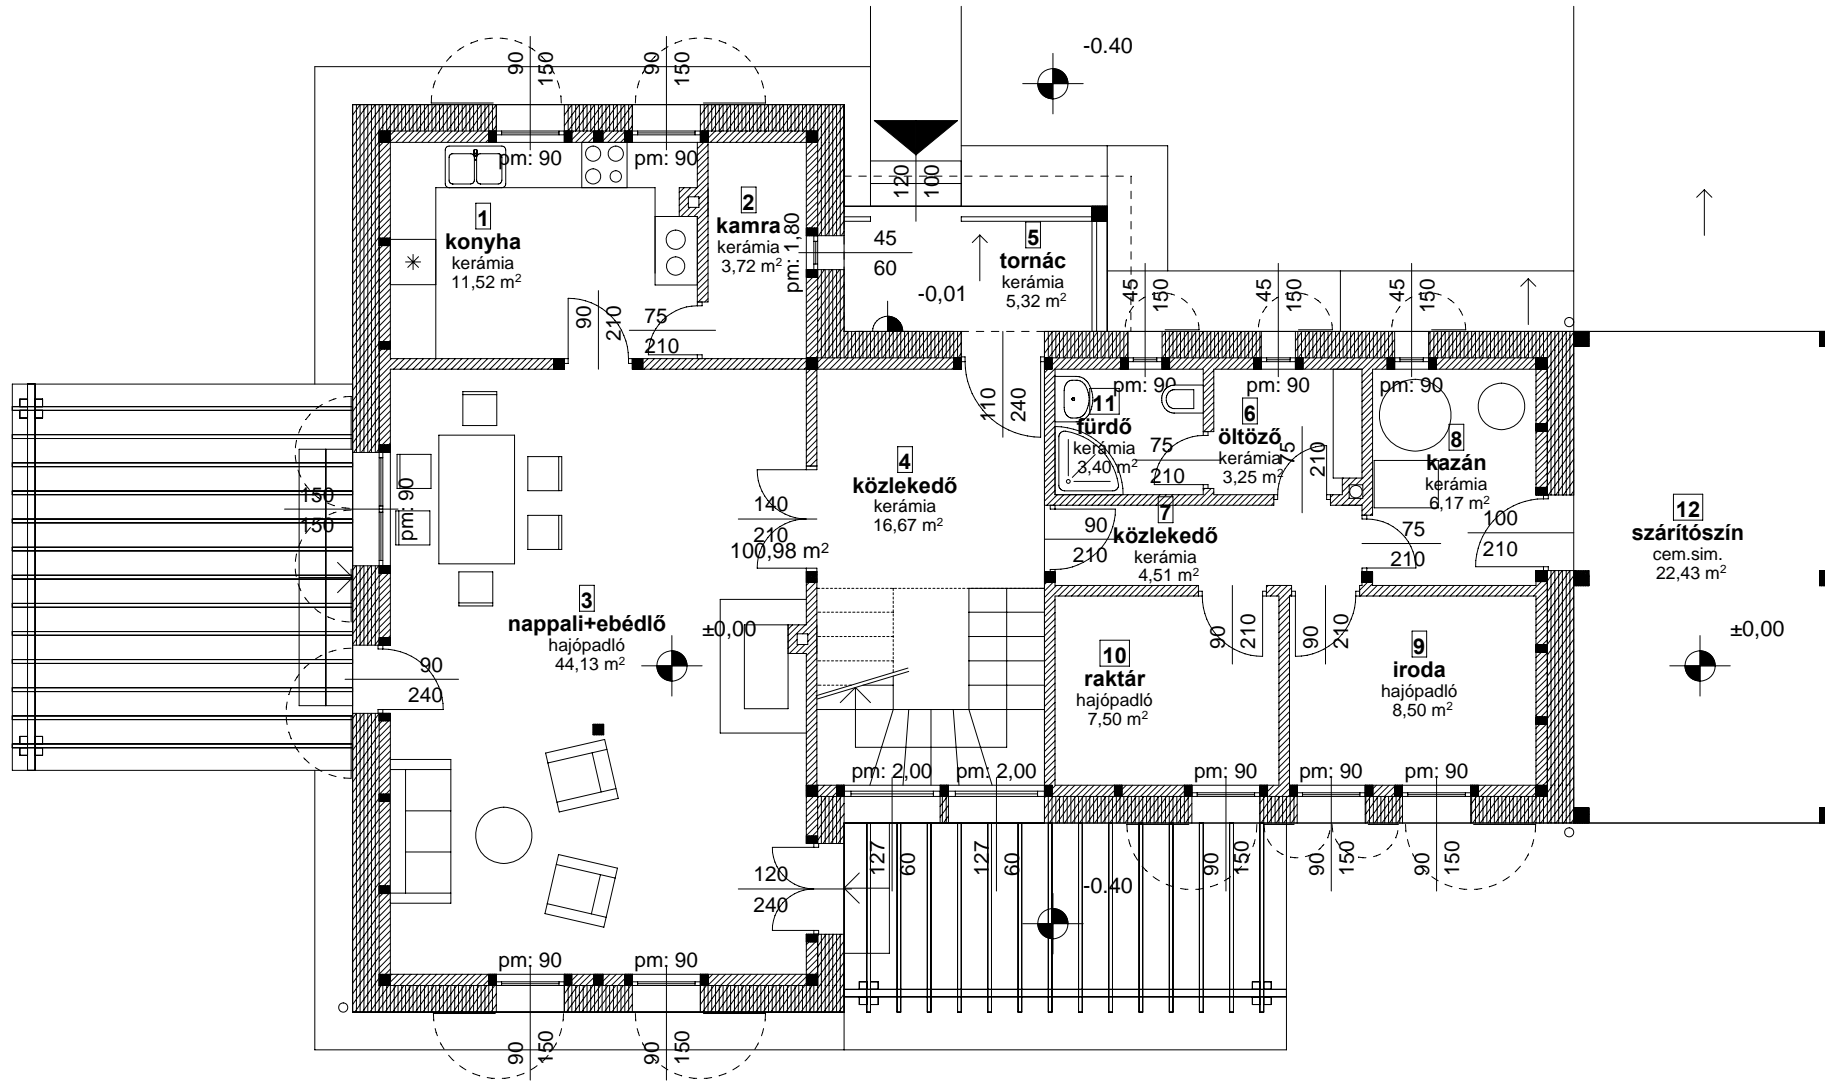 -0.40
90
150
90
150
pm: 90
pm: 90
120
100
1
konyha
kerámia
11,52 m²
2
kamra
kerámia
3,72 m²
pm: 1,80
45
60
5
tornác
kerámia
5,32 m²
-0,01
90
210
75
210
45
150
45
150
45
150
pm: 90
pm: 90
pm: 90
110
240
11
fürdő
kerámia
3,40 m²
75
210
6
öltöző
kerámia
3,25 m²
75
210
8
kazán
kerámia
6,17 m²
4
közlekedő
kerámia
16,67 m²
150
150
pm: 90
140
210
100,98 m²
90
210
7
közlekedő
kerámia
4,51 m²
75
210
100
210
12
szárítószín
cem.sim.
22,43 m²
±0,00
3
nappali+ebédlő
hajópadló
44,13 m²
±0,00
90
240
90
210
90
210
10
raktár
hajópadló
7,50 m²
9
iroda
hajópadló
8,50 m²
pm: 2,00
pm: 2,00
pm: 90
pm: 90
pm: 90
127
60
127
60
90
150
90
150
90
150
120
240
-0.40
pm: 90
pm: 90
90
150
90
150